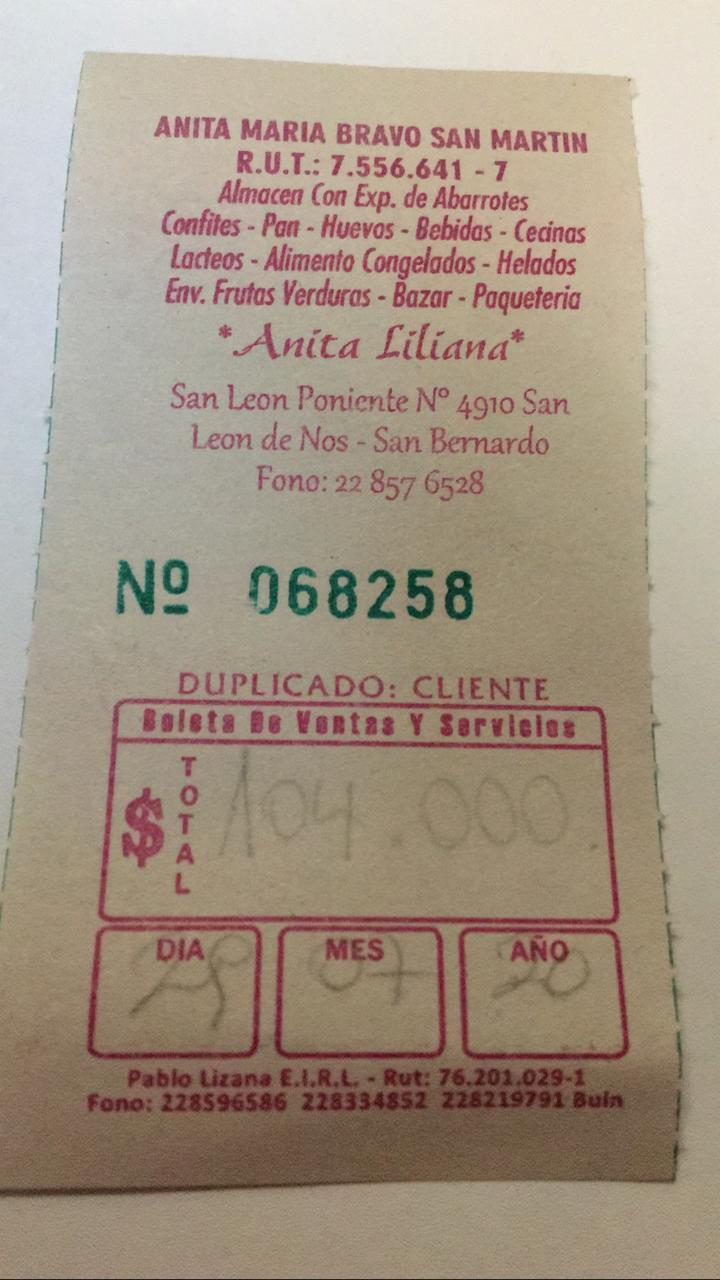 ANITA MARIA BRAVO SAN MARTIN
R.U.T.: 7.556.641 - 7
Almacen Con Exp. de Abarrotes
Confites - Pan - Huevos - Bebidas - Cecinas
Lacteos - Alimento Congelados - Helados
Env. Frutas Verduras - Bazar - Paqueteria
*Anita Liliana*
San Leon Poniente N° 4910 San
Leon de Nos - San Bernardo
Fono: 22 857 6528
Nº 068258
DUPLICADO: CLIENTE
Boleta De Ventas Y Servicios
$ TOTAL 104.000.
DIA MES AÑO
29 07 20
Pablo Lizana E.I.R.L. - Rut: 76.201.029-1
Fono: 228596586 228334852 228219791 Buin